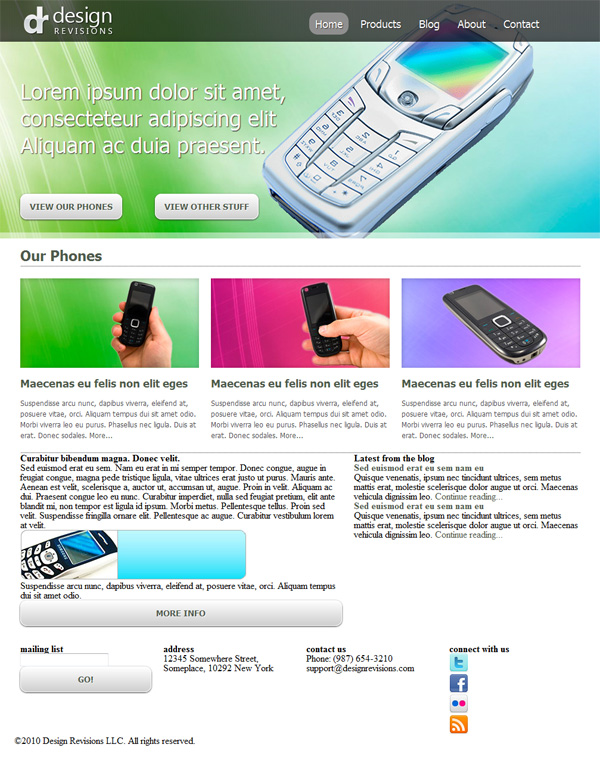 design
REVISIONS
Home Products Blog About Contact
Lorem ipsum dolor sit amet,
consecteteur adipiscing elit
Aliquam ac duia praesent.
VIEW OUR PHONES VIEW OTHER STUFF
Our Phones
Maecenas eu felis non elit eges
Suspendisse arcu nunc, dapibus viverra, eleifend at,
posuere vitae, orci. Aliquam tempus dui sit amet odio.
Morbi viverra leo eu purus. Phasellus nec ligula. Duis at
erat. Donec sodales. More...
Maecenas eu felis non elit eges
Suspendisse arcu nunc, dapibus viverra, eleifend at,
posuere vitae, orci. Aliquam tempus dui sit amet odio.
Morbi viverra leo eu purus. Phasellus nec ligula. Duis at
erat. Donec sodales. More...
Maecenas eu felis non elit eges
Suspendisse arcu nunc, dapibus viverra, eleifend at,
posuere vitae, orci. Aliquam tempus dui sit amet odio.
Morbi viverra leo eu purus. Phasellus nec ligula. Duis at
erat. Donec sodales. More...
Curabitur bibendum magna. Donec velit.
Sed euismod erat eu sem. Nam eu erat in mi semper tempor. Donec congue, augue in
feugiat congue, magna pede tristique ligula, vitae ultrices erat justo ut purus. Mauris ante.
Aenean est velit, scelerisque a, auctor ut, accumsan ut, augue. Proin in velit. Aliquam ac
dui. Praesent congue leo eu nunc. Curabitur imperdiet, nulla sed feugiat pretium, elit ante
blandit mi, non tempor est ligula id ipsum. Morbi metus. Pellentesque tellus. Proin sed
velit. Suspendisse fringilla ornare elit. Pellentesque ac augue. Curabitur vestibulum lorem
at velit.
Suspendisse arcu nunc, dapibus viverra, eleifend at, posuere vitae, orci. Aliquam tempus
dui sit amet odio.
MORE INFO
Latest from the blog
Sed euismod erat eu sem nam eu
Quisque venenatis, ipsum nec tincidunt ultrices, sem metus
mattis erat, molestie scelerisque dolor augue ut orci. Maecenas
vehicula dignissim leo. Continue reading...
Sed euismod erat eu sem nam eu
Quisque venenatis, ipsum nec tincidunt ultrices, sem metus
mattis erat, molestie scelerisque dolor augue ut orci. Maecenas
vehicula dignissim leo. Continue reading...
mailing list
GO!
address
12345 Somewhere Street,
Someplace, 10292 New York
contact us
Phone: (987) 654-3210
support@designrevisions.com
connect with us
©2010 Design Revisions LLC. All rights reserved.